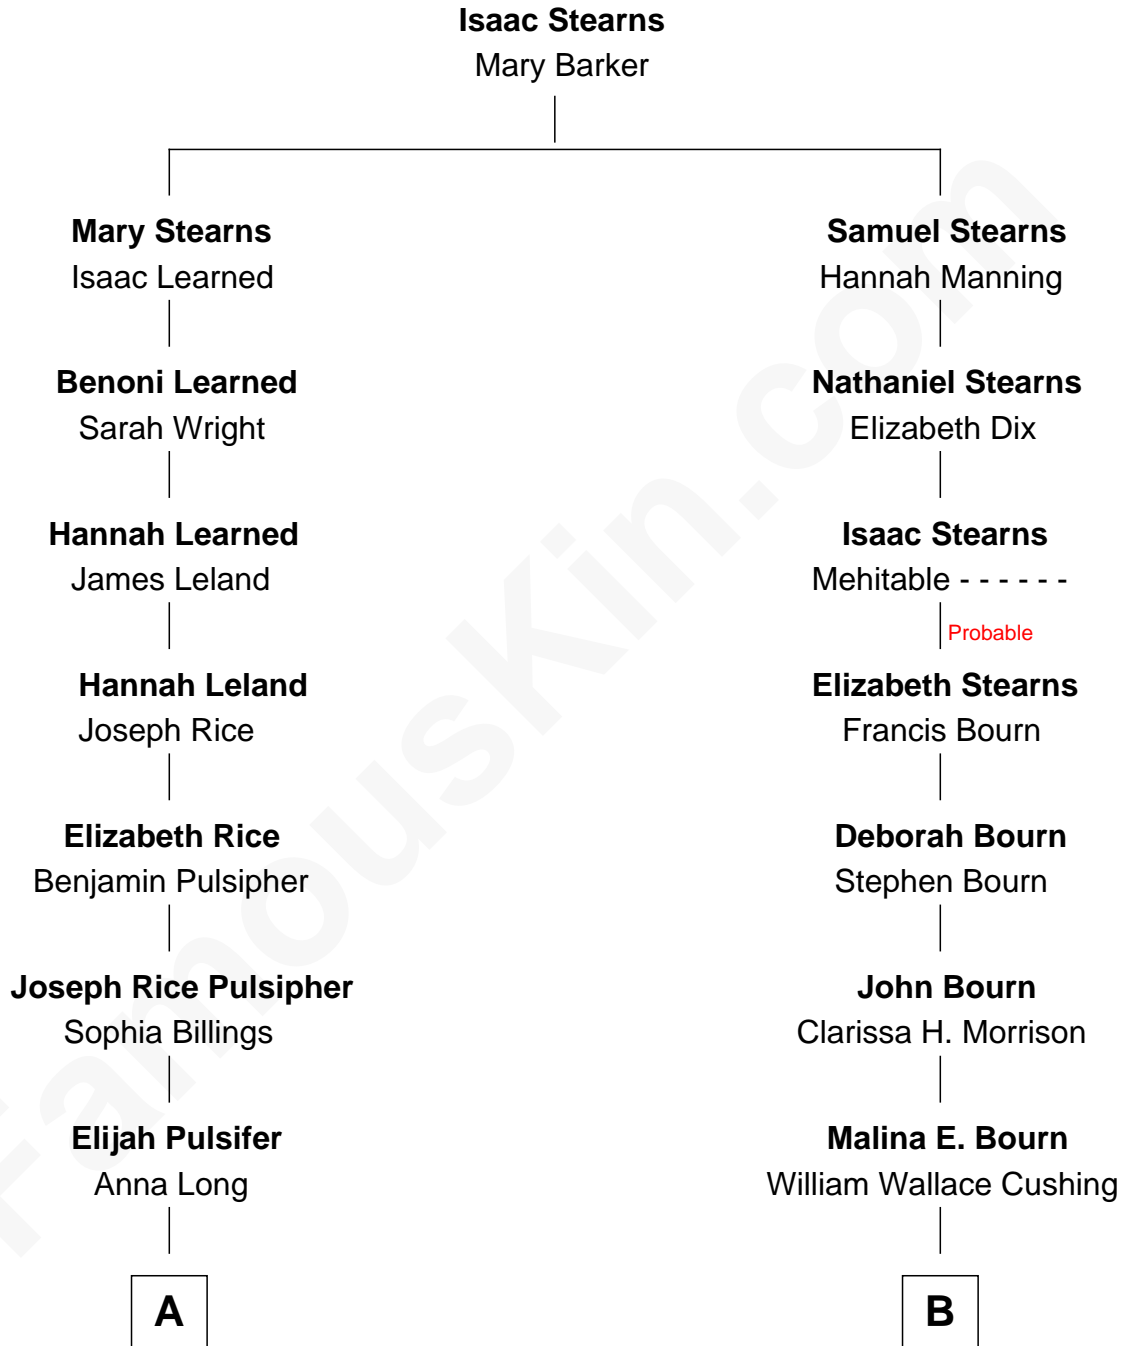 Isaac Stearns
Mary Barker
Mary Stearns
Isaac Learned
Benoni Learned
Sarah Wright
Hannah Learned
James Leland
Hannah Leland
Joseph Rice
Elizabeth Rice
Benjamin Pulsipher
Joseph Rice Pulsipher
Sophia Billings
Elijah Pulsifer
Anna Long
A
Samuel Stearns
Hannah Manning
Nathaniel Stearns
Elizabeth Dix
Isaac Stearns
Mehitable - - - - - -
Probable
Elizabeth Stearns
Francis Bourn
Deborah Bourn
Stephen Bourn
John Bourn
Clarissa H. Morrison
Malina E. Bourn
William Wallace Cushing
B
FamousKin.com